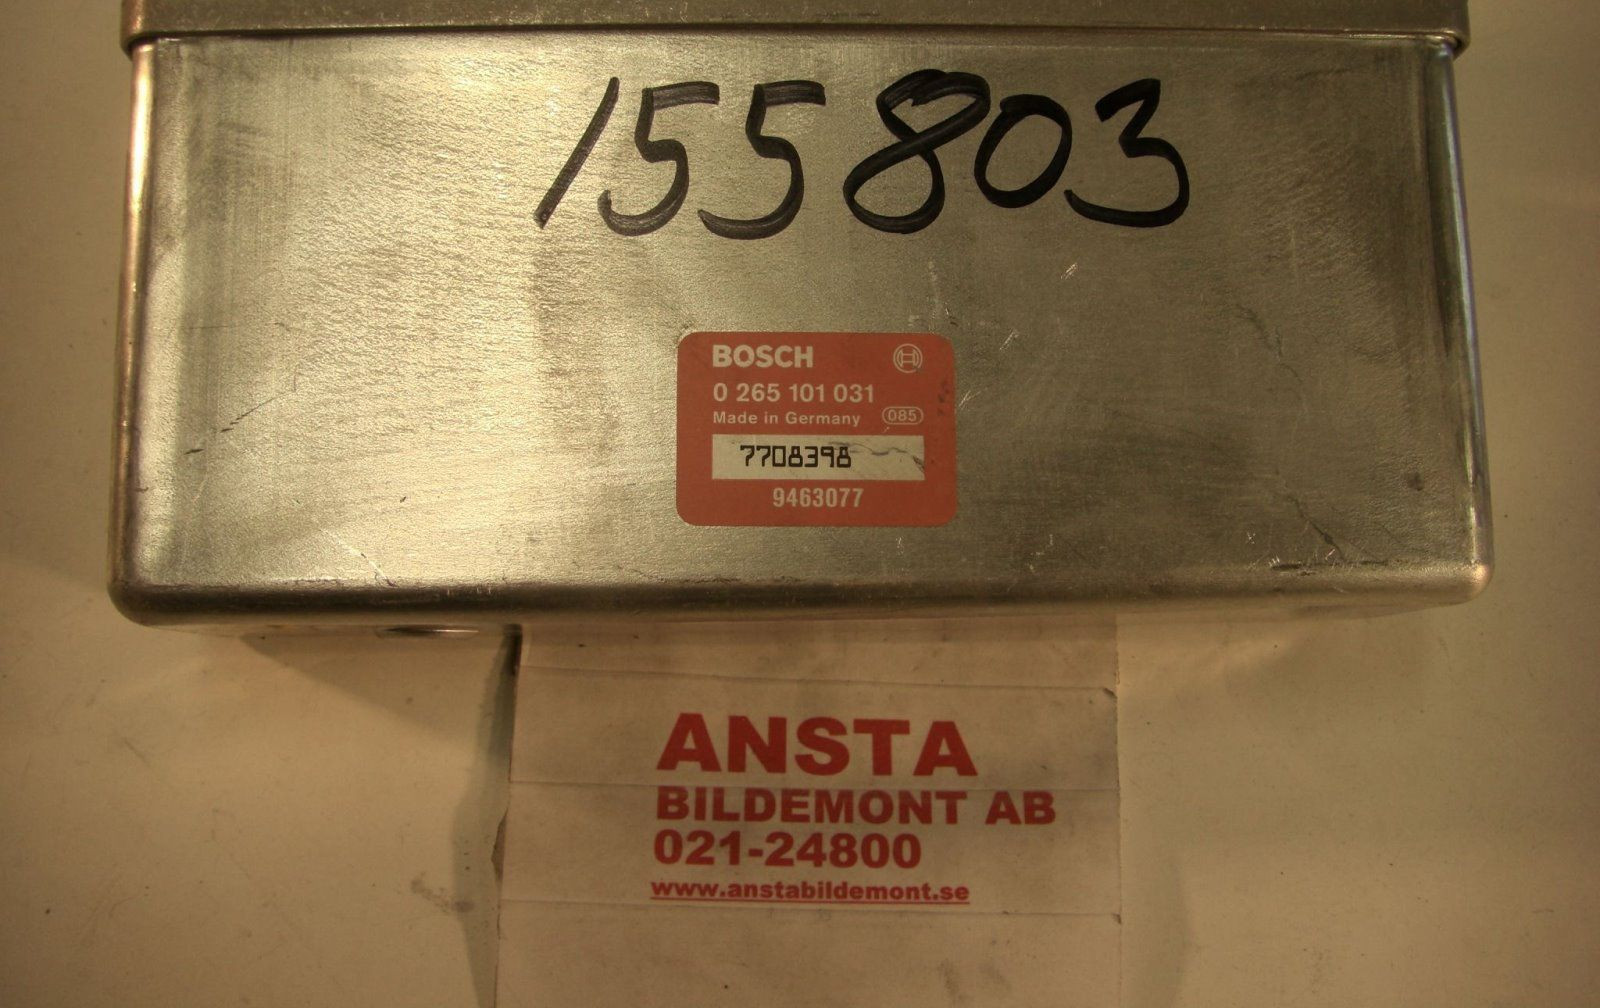 155803
BOSCH
0 265 101 031
Made in Germany 085
7708398
9463077
ANSTA
BILDEMONT AB
021-24800
www.anstabildemont.se